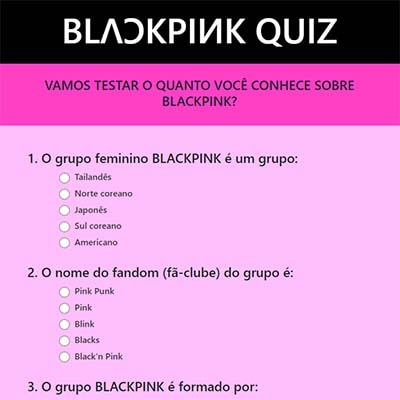 BLACKPINK QUIZ
VAMOS TESTAR O QUANTO VOCÊ CONHECE SOBRE
BLACKPINK?
1. O grupo feminino BLACKPINK é um grupo:
Tailandês
Norte coreano
Japonês
Sul coreano
Americano
2. O nome do fandom (fã-clube) do grupo é:
Pink Punk
Pink
Blink
Blacks
Black'n Pink
3. O grupo BLACKPINK é formado por: